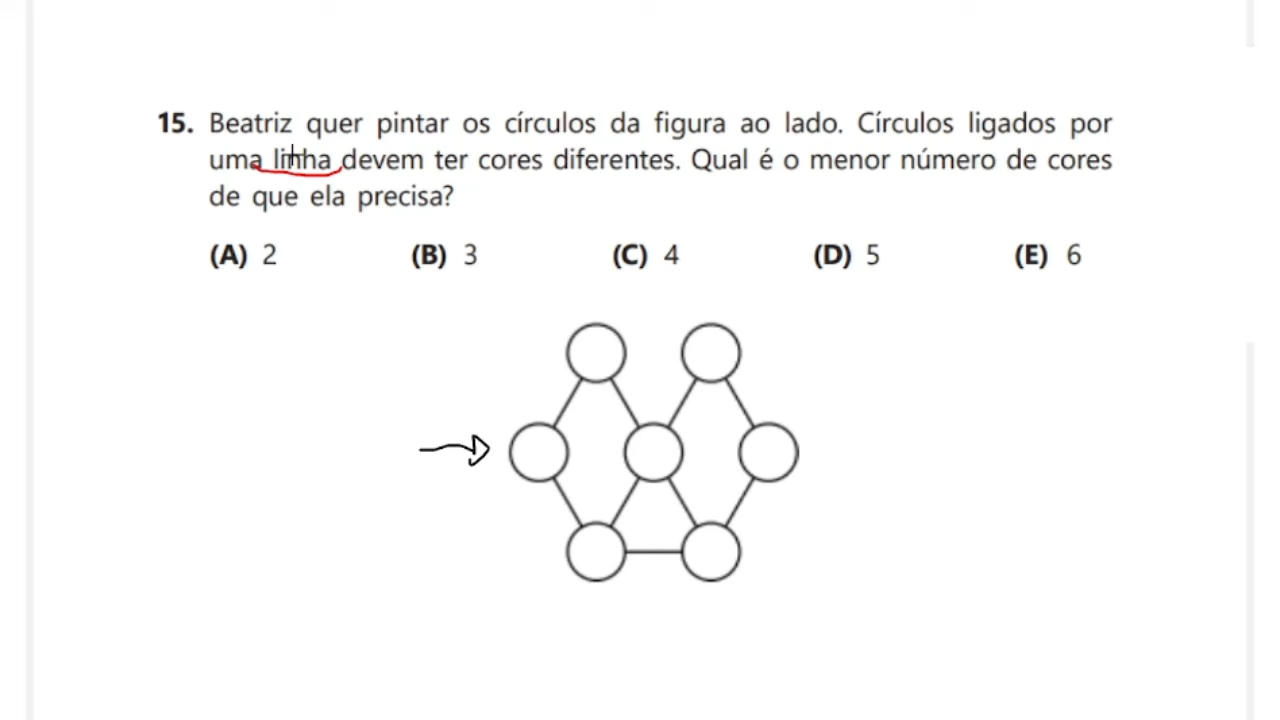 15. Beatriz quer pintar os círculos da figura ao lado. Círculos ligados por
uma linha devem ter cores diferentes. Qual é o menor número de cores
de que ela precisa?
(A) 2 (B) 3 (C) 4 (D) 5 (E) 6